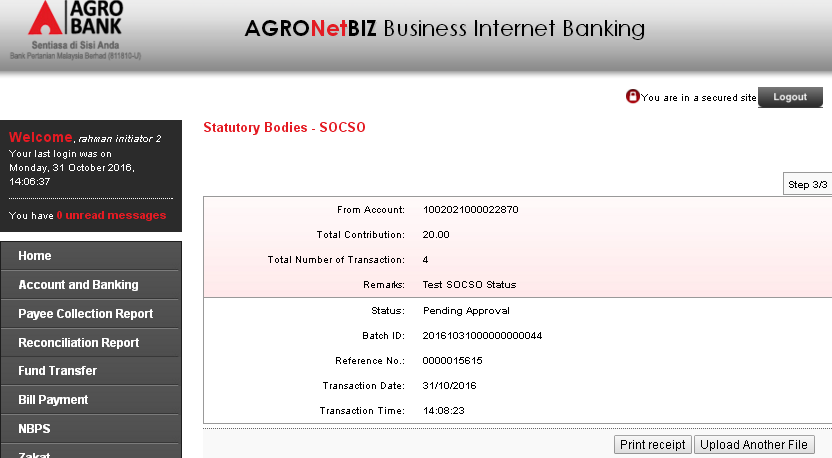 AGRO
BANK
Sentiasa di Sisi Anda
Bank Pertanian Malaysia Berhad (811810-U)
AGRONetBIZ Business Internet Banking
You are in a secured site
Logout
Welcome, rahman initiator 2
Your last login was on
Monday, 31 October 2016,
14:06:37
You have 0 unread messages
Home
Account and Banking
Payee Collection Report
Reconciliation Report
Fund Transfer
Bill Payment
NBPS
Zakat
Statutory Bodies - SOCSO
Step 3/3
From Account: 1002021000022870
Total Contribution: 20.00
Total Number of Transaction: 4
Remarks: Test SOCSO Status
Status: Pending Approval
Batch ID: 20161031000000000044
Reference No.: 0000015615
Transaction Date: 31/10/2016
Transaction Time: 14:08:23
Print receipt
Upload Another File